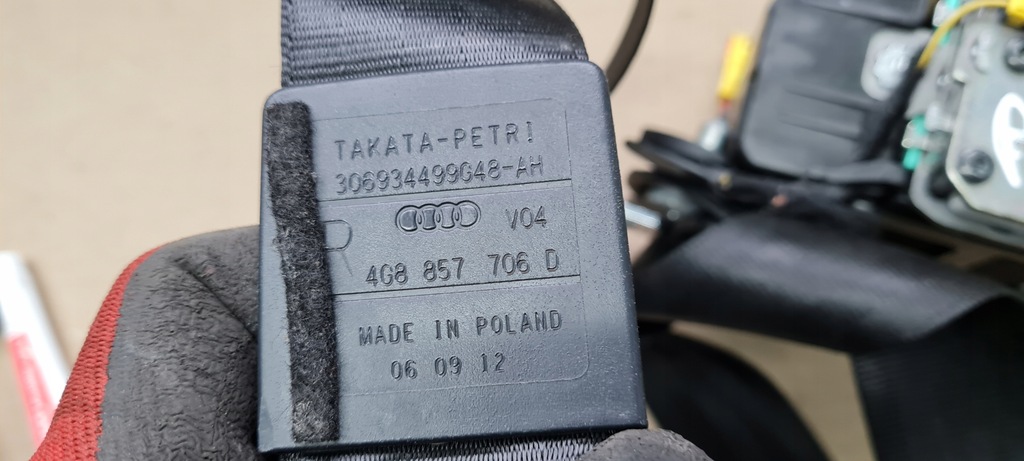 TAKATA-PETRI
306934499G48-AH
R V04
4G8 857 706 D
MADE IN POLAND
06 09 12